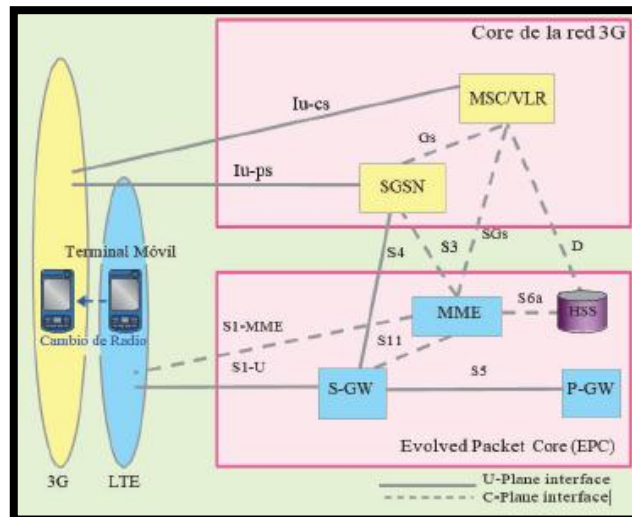 Core de la red 3G
MSC/VLR
Iu-cs
Gs
Iu-ps
SGSN
S4
S3
SGs
D
Terminal Móvil
Cambio de Radio
S1-MME
MME
S6a
HSS
S11
S1-U
S-GW
S5
P-GW
Evolved Packet Core (EPC)
3G
LTE
U-Plane interface
C-Plane interface